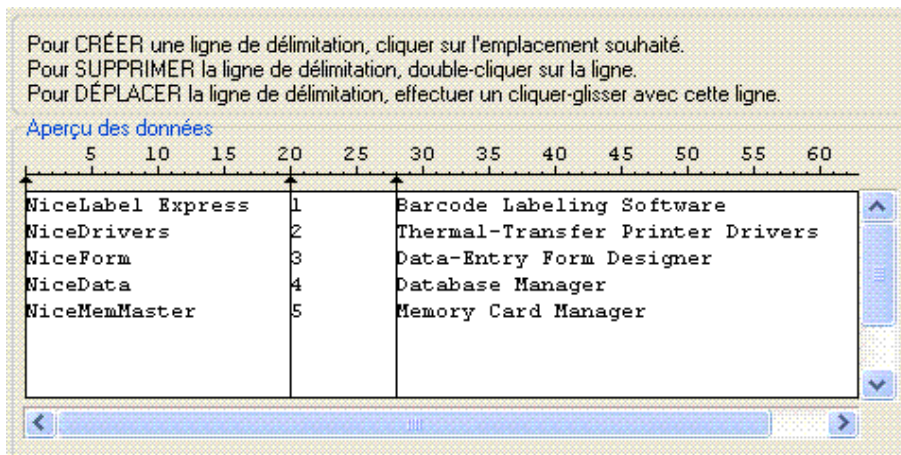 Pour CRÉER une ligne de délimitation, cliquer sur l'emplacement souhaité.
Pour SUPPRIMER la ligne de délimitation, double-cliquer sur la ligne.
Pour DÉPLACER la ligne de délimitation, effectuer un cliquer-glisser avec cette ligne.
Aperçu des données
5 10 15 20 25 30 35 40 45 50 55 60
NiceLabel Express 1 Barcode Labeling Software
NiceDrivers 2 Thermal-Transfer Printer Drivers
NiceForm 3 Data-Entry Form Designer
NiceData 4 Database Manager
NiceMemMaster 5 Memory Card Manager